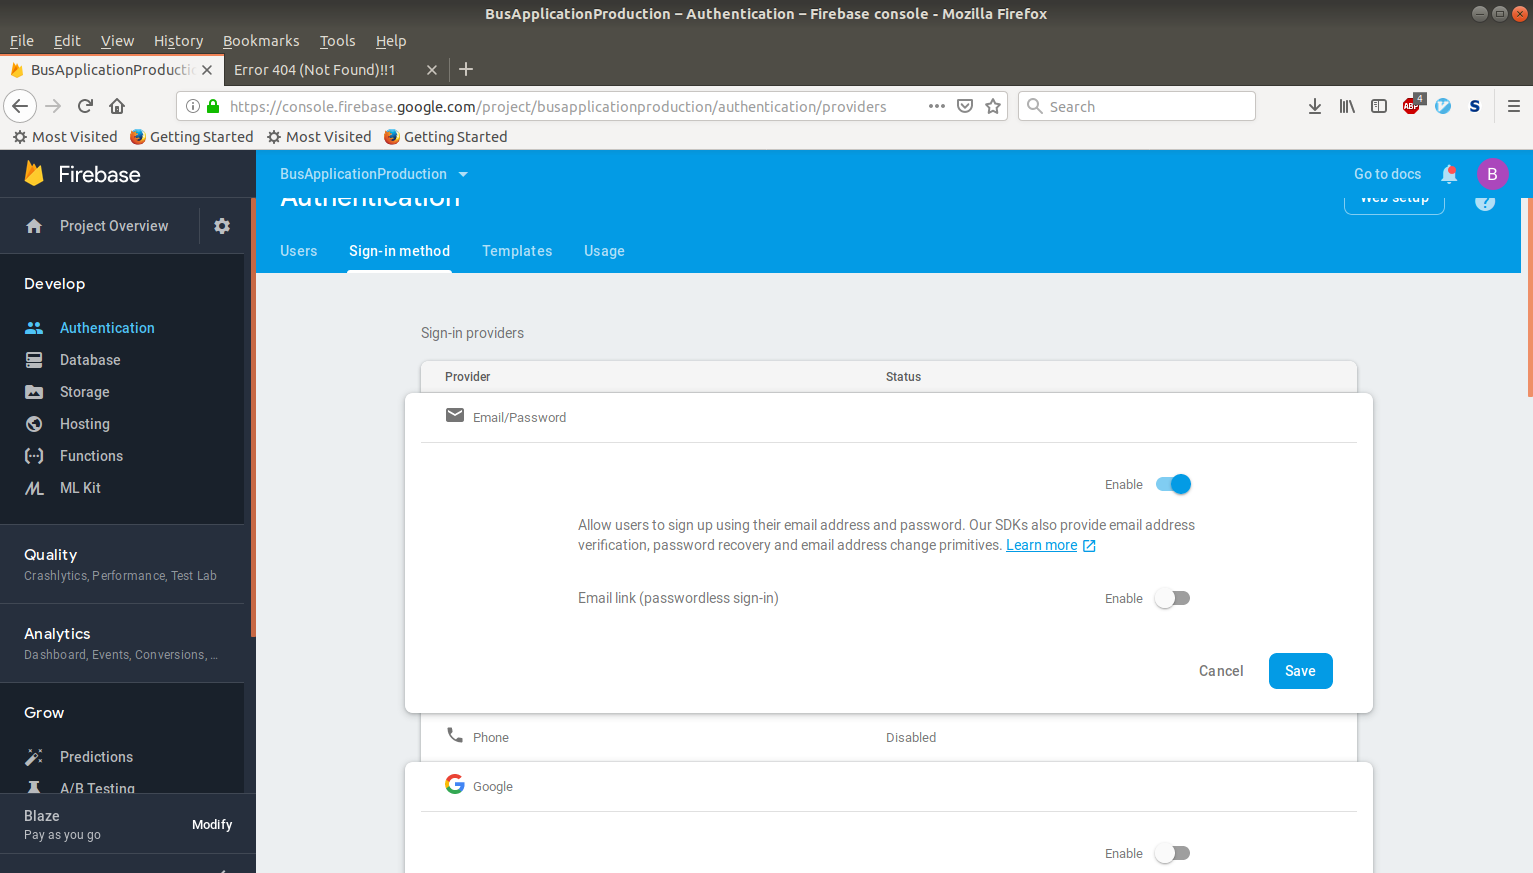 BusApplicationProduction – Authentication – Firebase console - Mozilla Firefox
File Edit View History Bookmarks Tools Help
BusApplicationProductio Error 404 (Not Found)!!1
https://console.firebase.google.com/project/busapplicationproduction/authentication/providers Search ABP 4 S
Most Visited Getting Started Most Visited Getting Started
Firebase BusApplicationProduction Go to docs B
Authentication Web setup ?
Project Overview
Users Sign-in method Templates Usage
Develop
Authentication
Database
Storage
Hosting
Functions
ML Kit
Quality
Crashlytics, Performance, Test Lab
Analytics
Dashboard, Events, Conversions, ...
Grow
Predictions
A/B Testing
Blaze
Pay as you go
Modify
Sign-in providers
Provider Status
Email/Password
Enable
Allow users to sign up using their email address and password. Our SDKs also provide email address
verification, password recovery and email address change primitives. Learn more
Email link (passwordless sign-in) Enable
Cancel Save
Phone Disabled
Google
Enable